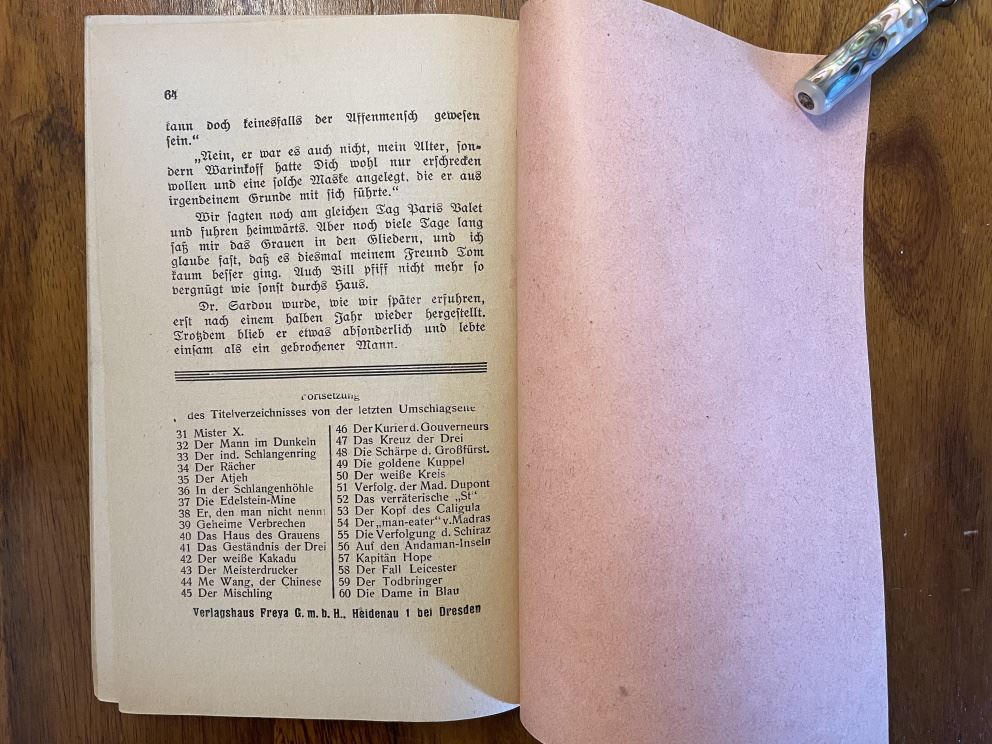 64
kann doch keinesfalls der Affenmensch gewesen
sein.“
„Nein, er war es auch nicht, mein Alter, son-
dern Warinkoff hatte Dich wohl nur erschrecken
wollen und eine solche Maske angelegt, die er aus
irgendeinem Grunde mit sich führte.“
Wir sagten noch am gleichen Tag Paris Valet
und fuhren heimwärts. Aber noch viele Tage lang
saß mir das Grauen in den Gliedern, und ich
glaube fast, daß es diesmal meinem Freund Tom
kaum besser ging. Auch Bill pfiff nicht mehr so
vergnügt wie sonst durchs Haus.
Dr. Sardou wurde, wie wir später erfuhren,
erst nach einem halben Jahr wieder hergestellt.
Trotzdem blieb er etwas absonderlich und lebte
einsam als ein gebrochener Mann.
Fortsetzung
des Titelverzeichnisses von der letzten Umschlagseite
31 Mister X.
32 Der Mann im Dunkeln
33 Der ind. Schlangenring
34 Der Rächer
35 Der Atjeh
36 In der Schlangenhöhle
37 Die Edelstein-Mine
38 Er, den man nicht nennt
39 Geheime Verbrechen
40 Das Haus des Grauens
41 Das Geständnis der Drei
42 Der weiße Kakadu
43 Der Meisterdrucker
44 Me Wang, der Chinese
45 Der Mischling
46 Der Kurier d. Gouverneurs
47 Das Kreuz der Drei
48 Die Schärpe d. Großfürst.
49 Die goldene Kuppel
50 Der weiße Kreis
51 Verfolg. der Mad. Dupont
52 Das verräterische „St“
53 Der Kopf des Caligula
54 Der „man-eater“ v. Madras
55 Die Verfolgung d. Schiraz
56 Auf den Andaman-Inseln
57 Kapitän Hope
58 Der Fall Leicester
59 Der Todbringer
60 Die Dame in Blau
Verlagshaus Freya G. m. b. H., Heidenau 1 bei Dresden